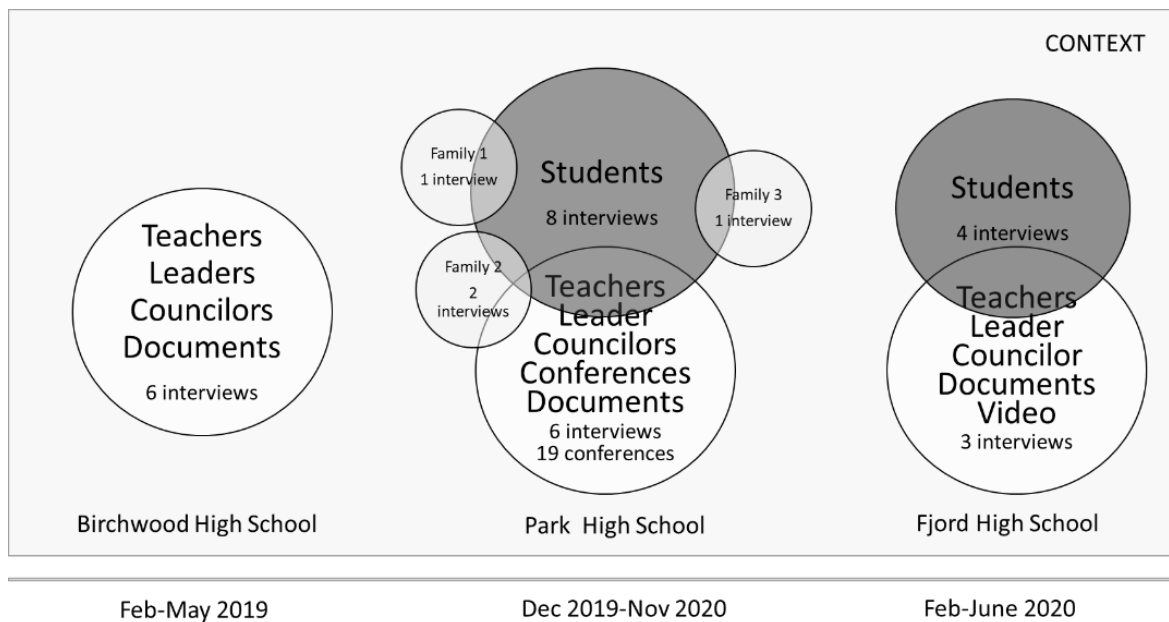 CONTEXT
Teachers
Leaders
Councilors
Documents
6 interviews
Birchwood High School
Family 1
1 interview
Students
8 interviews
Family 3
1 interview
Family 2
2
interviews
Teachers
Leader
Councilors
Conferences
Documents
6 interviews
19 conferences
Park High School
Students
4 interviews
Teachers
Leader
Councilor
Documents
Video
3 interviews
Fjord High School
Feb-May 2019
Dec 2019-Nov 2020
Feb-June 2020